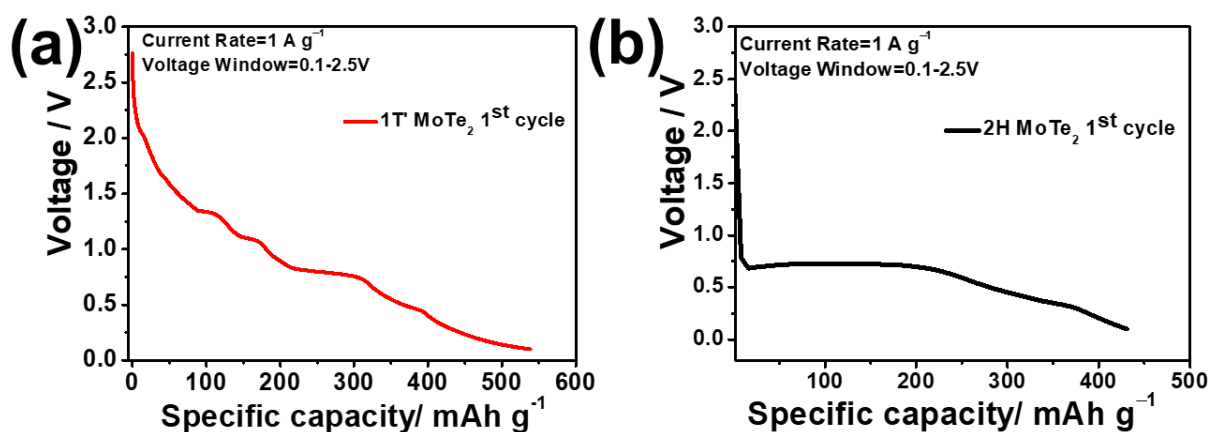 (a)
Current Rate=1 A g⁻¹
Voltage Window=0.1-2.5V
1T' MoTe₂ 1ˢᵗ cycle
Voltage / V
3.0
2.5
2.0
1.5
1.0
0.5
0.0
0 100 200 300 400 500 600
Specific capacity/ mAh g⁻¹
(b)
Current Rate=1 A g⁻¹
Voltage Window=0.1-2.5V
2H MoTe₂ 1ˢᵗ cycle
Voltage / V
3.0
2.5
2.0
1.5
1.0
0.5
0.0
100 200 300 400 500
Specific capacity/ mAh g⁻¹